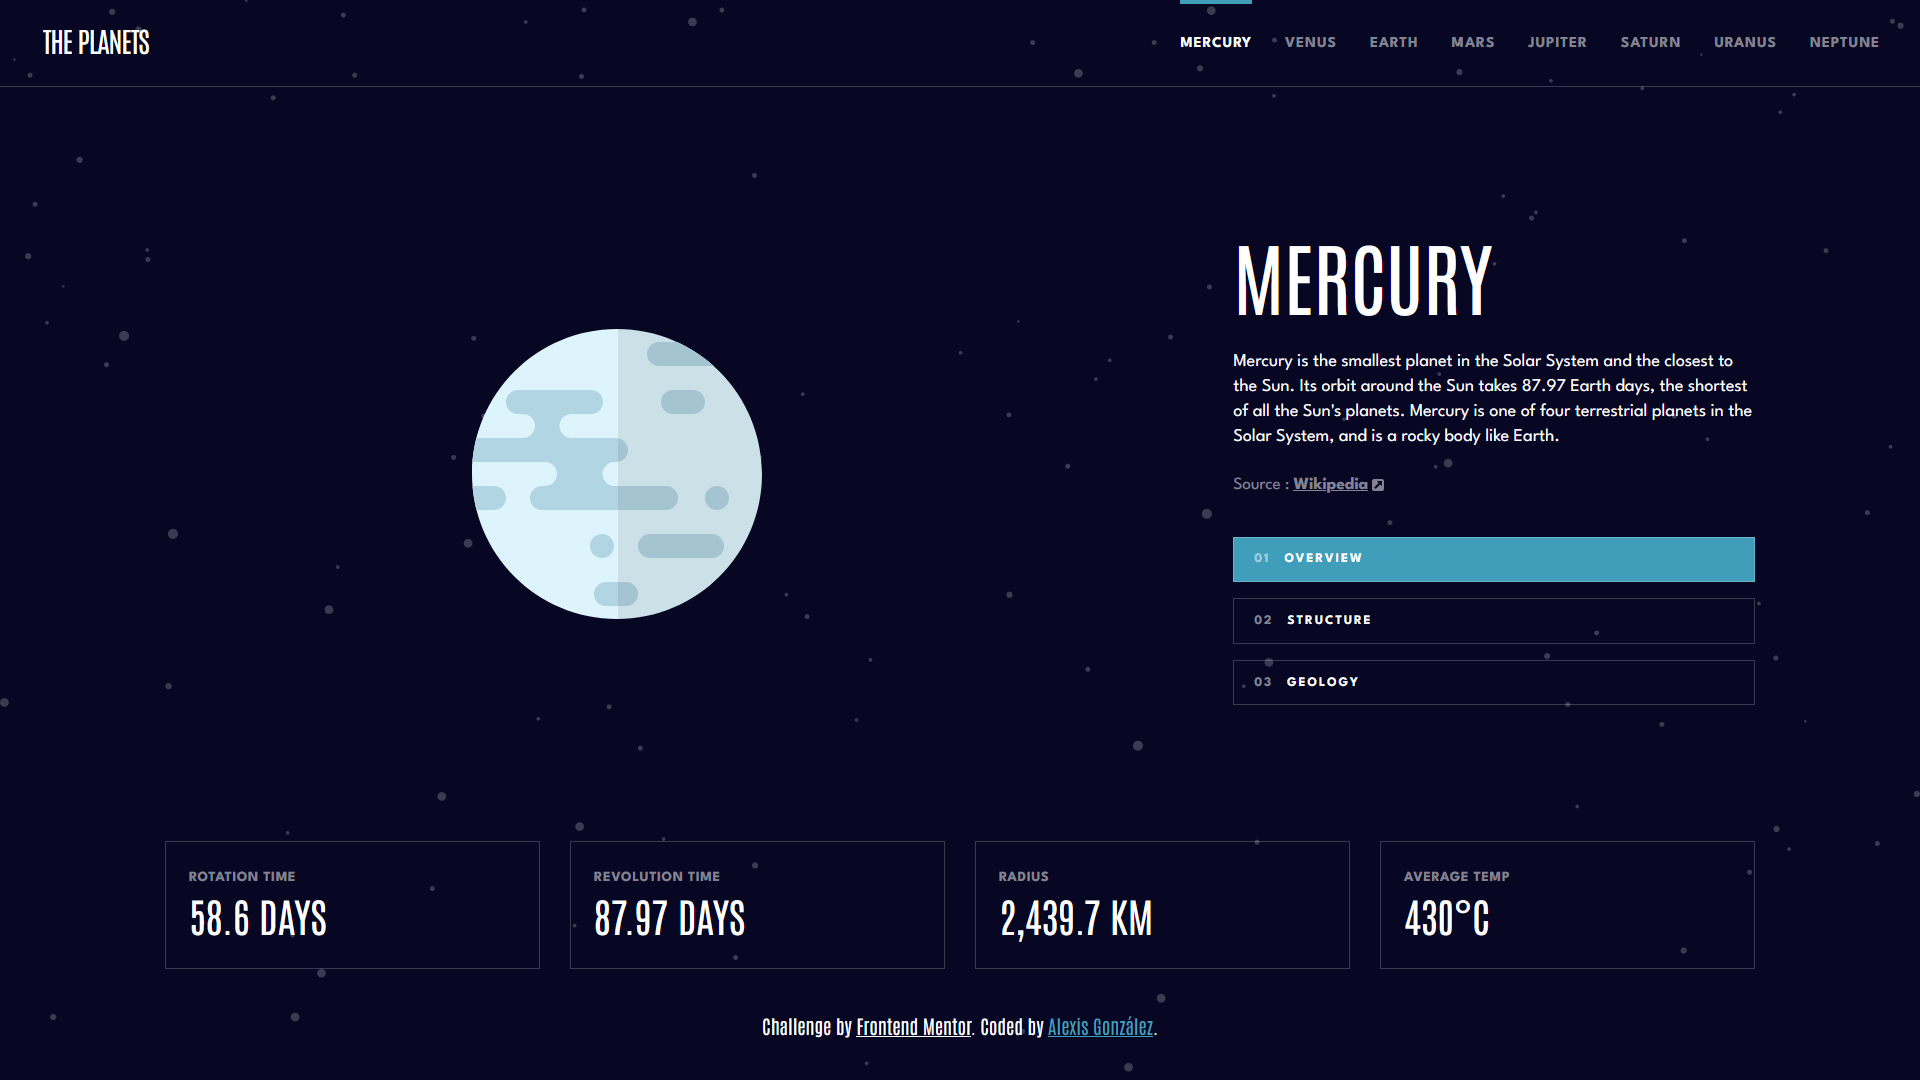 THE PLANETS
MERCURY VENUS EARTH MARS JUPITER SATURN URANUS NEPTUNE
MERCURY
Mercury is the smallest planet in the Solar System and the closest to
the Sun. Its orbit around the Sun takes 87.97 Earth days, the shortest
of all the Sun's planets. Mercury is one of four terrestrial planets in the
Solar System, and is a rocky body like Earth.
Source : Wikipedia
01 OVERVIEW
02 STRUCTURE
03 GEOLOGY
ROTATION TIME
58.6 DAYS
REVOLUTION TIME
87.97 DAYS
RADIUS
2,439.7 KM
AVERAGE TEMP
430°C
Challenge by Frontend Mentor. Coded by Alexis González.